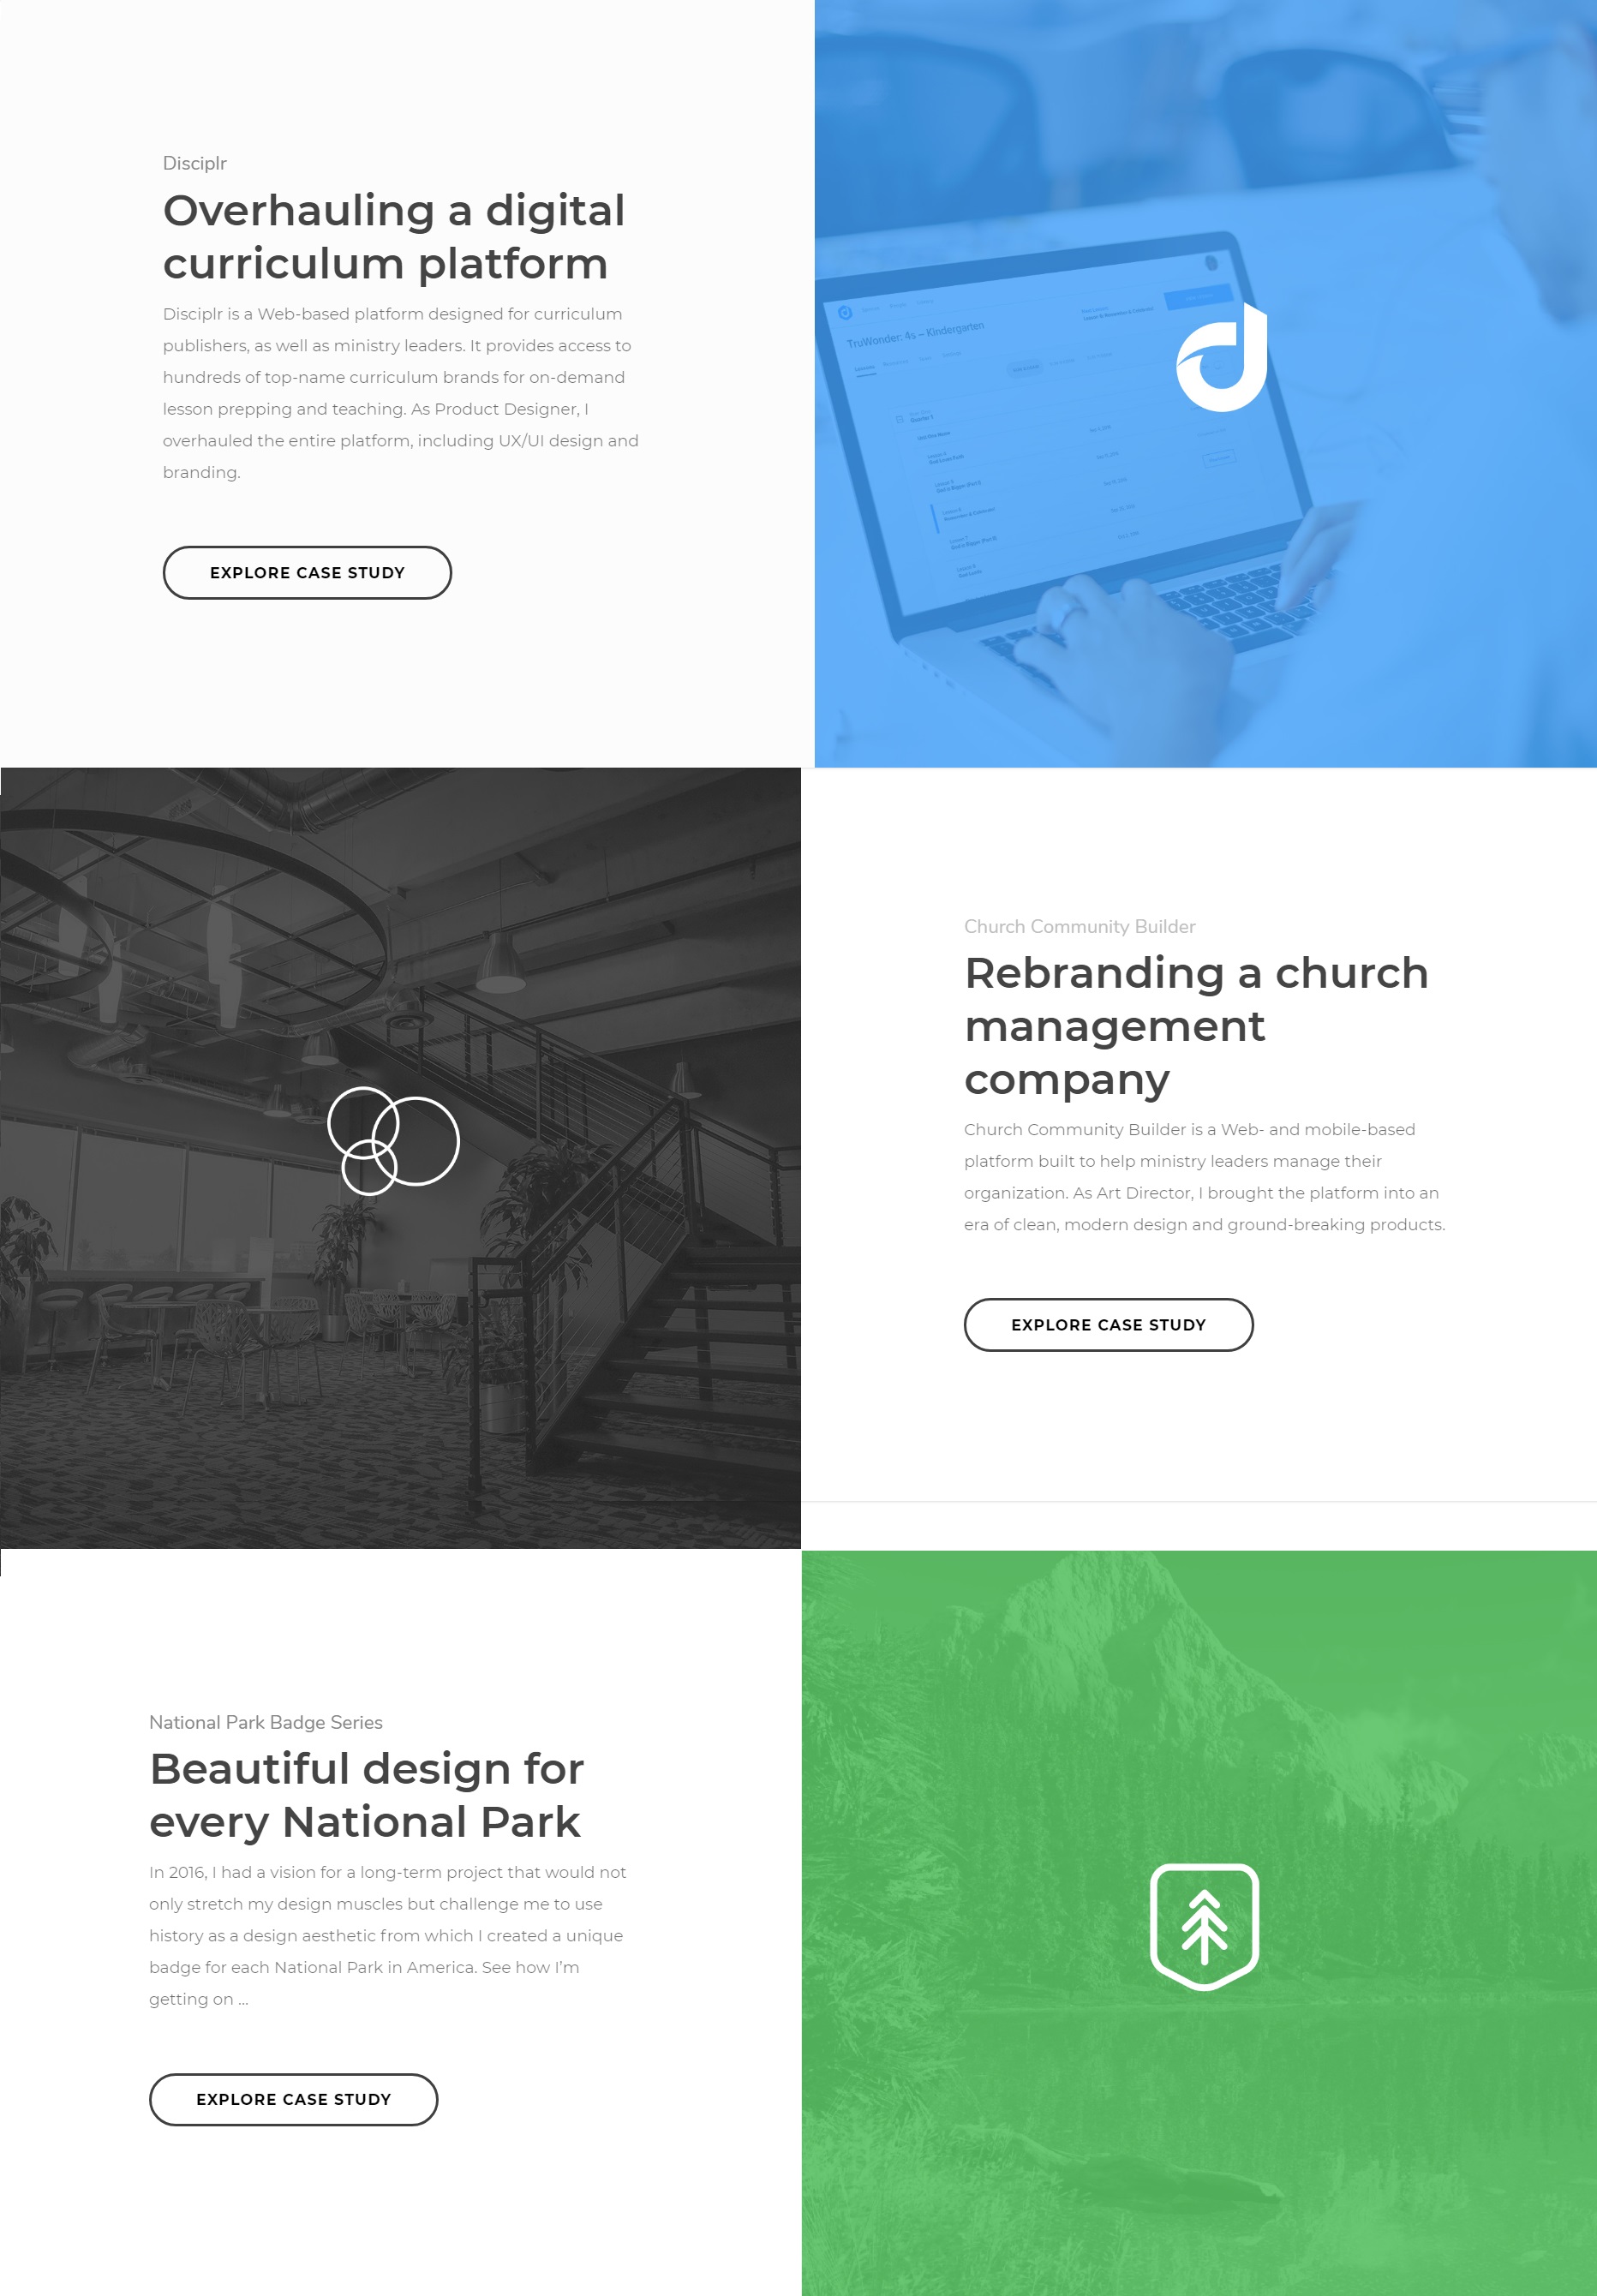 Disciplr
Overhauling a digital
curriculum platform
Disciplr is a Web-based platform designed for curriculum
publishers, as well as ministry leaders. It provides access to
hundreds of top-name curriculum brands for on-demand
lesson prepping and teaching. As Product Designer, I
overhauled the entire platform, including UX/UI design and
branding.
EXPLORE CASE STUDY
TruWonder: 4s – Kindergarten
Church Community Builder
Rebranding a church
management
company
Church Community Builder is a Web- and mobile-based
platform built to help ministry leaders manage their
organization. As Art Director, I brought the platform into an
era of clean, modern design and ground-breaking products.
EXPLORE CASE STUDY
National Park Badge Series
Beautiful design for
every National Park
In 2016, I had a vision for a long-term project that would not
only stretch my design muscles but challenge me to use
history as a design aesthetic from which I created a unique
badge for each National Park in America. See how I'm
getting on ...
EXPLORE CASE STUDY